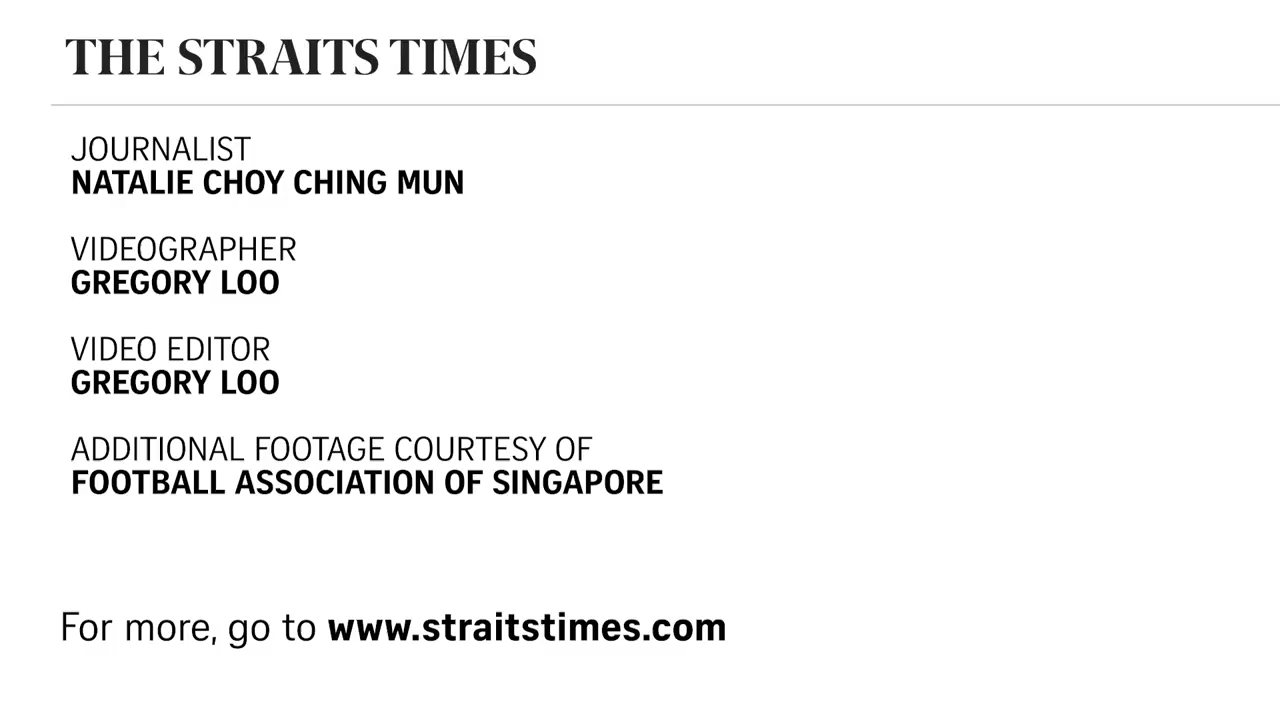 THE STRAITS TIMES
JOURNALIST
NATALIE CHOY CHING MUN
VIDEOGRAPHER
GREGORY LOO
VIDEO EDITOR
GREGORY LOO
ADDITIONAL FOOTAGE COURTESY OF
FOOTBALL ASSOCIATION OF SINGAPORE
For more, go to www.straitstimes.com